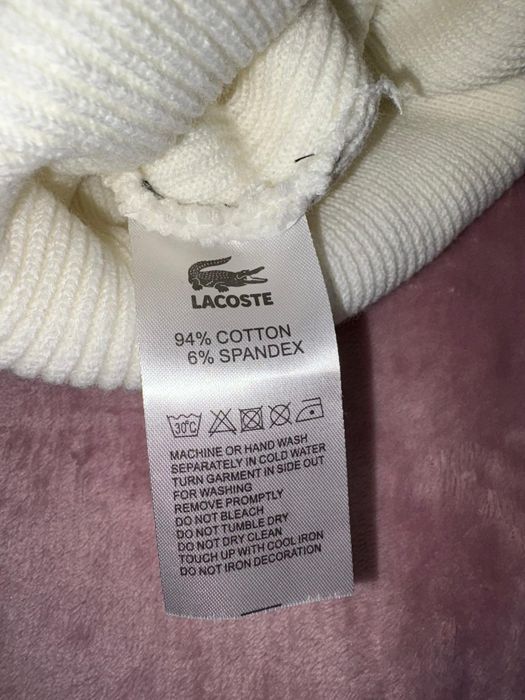 LACOSTE
94% COTTON
6% SPANDEX
30°C
MACHINE OR HAND WASH
SEPARATELY IN COLD WATER
TURN GARMENT IN SIDE OUT
FOR WASHING
REMOVE PROMPTLY
DO NOT BLEACH
DO NOT TUMBLE DRY
DO NOT DRY CLEAN
TOUCH UP WITH COOL IRON
DO NOT IRON DECORATION